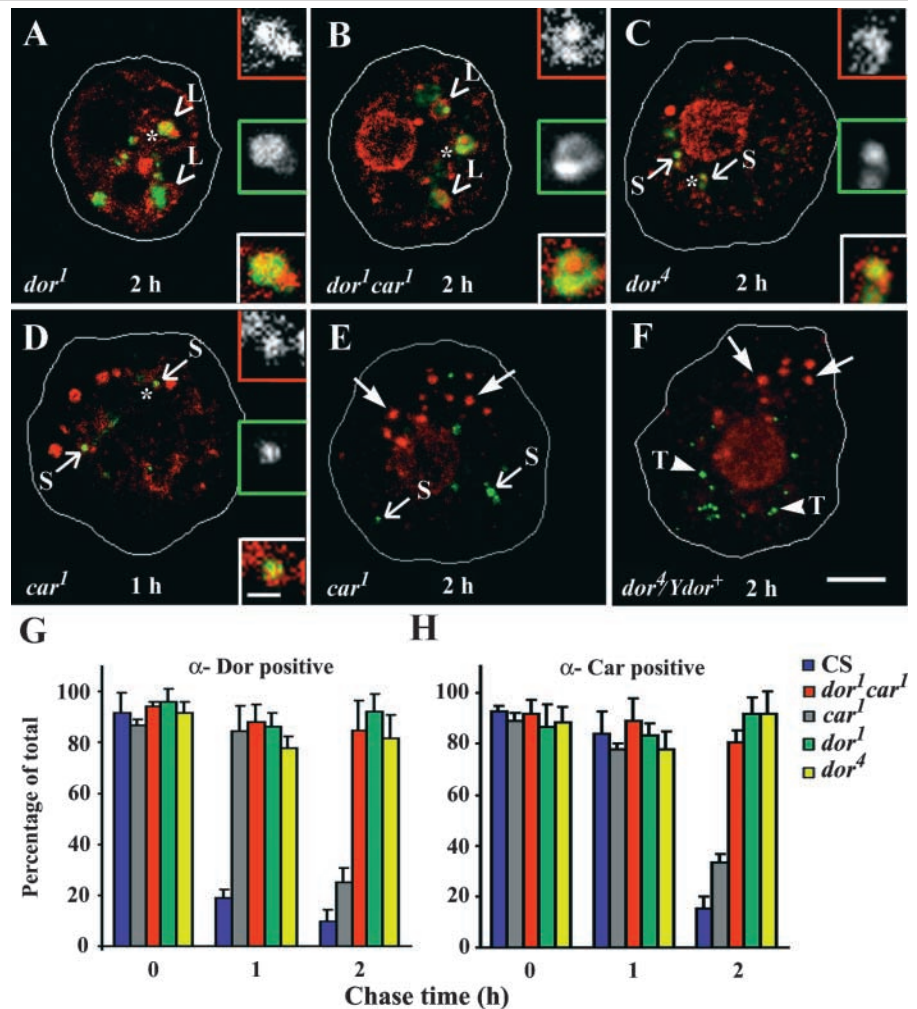 A
L
*
L
dor¹
2 h
B
L
*
L
dor¹car¹
2 h
C
S
*
S
dor⁴
2 h
D
S
*
S
car¹
1 h
E
S
S
car¹
2 h
F
T
T
dor⁴/Ydor⁺
2 h
G
α- Dor positive
Percentage of total
100
80
60
40
20
0
0 1 2
H
α- Car positive
100
80
60
40
20
0
0 1 2
Chase time (h)
CS
dor¹car¹
car¹
dor¹
dor⁴